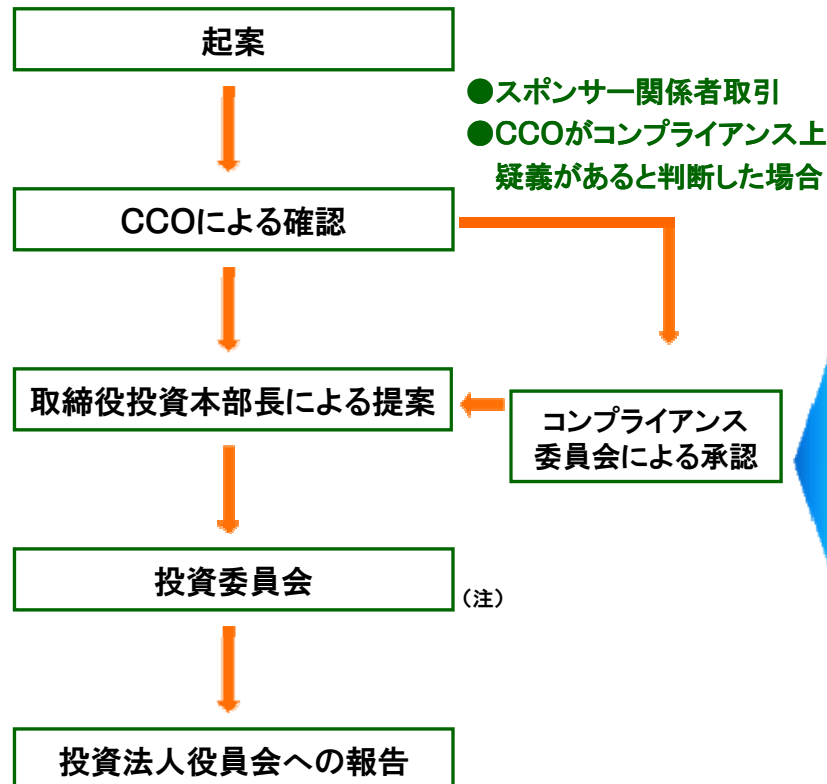 起案
●スポンサー関係者取引
●CCOがコンプライアンス上
疑義があると判断した場合
CCOによる確認
取締役投資本部長による提案
コンプライアンス
委員会による承認
投資委員会
(注)
投資法人役員会への報告